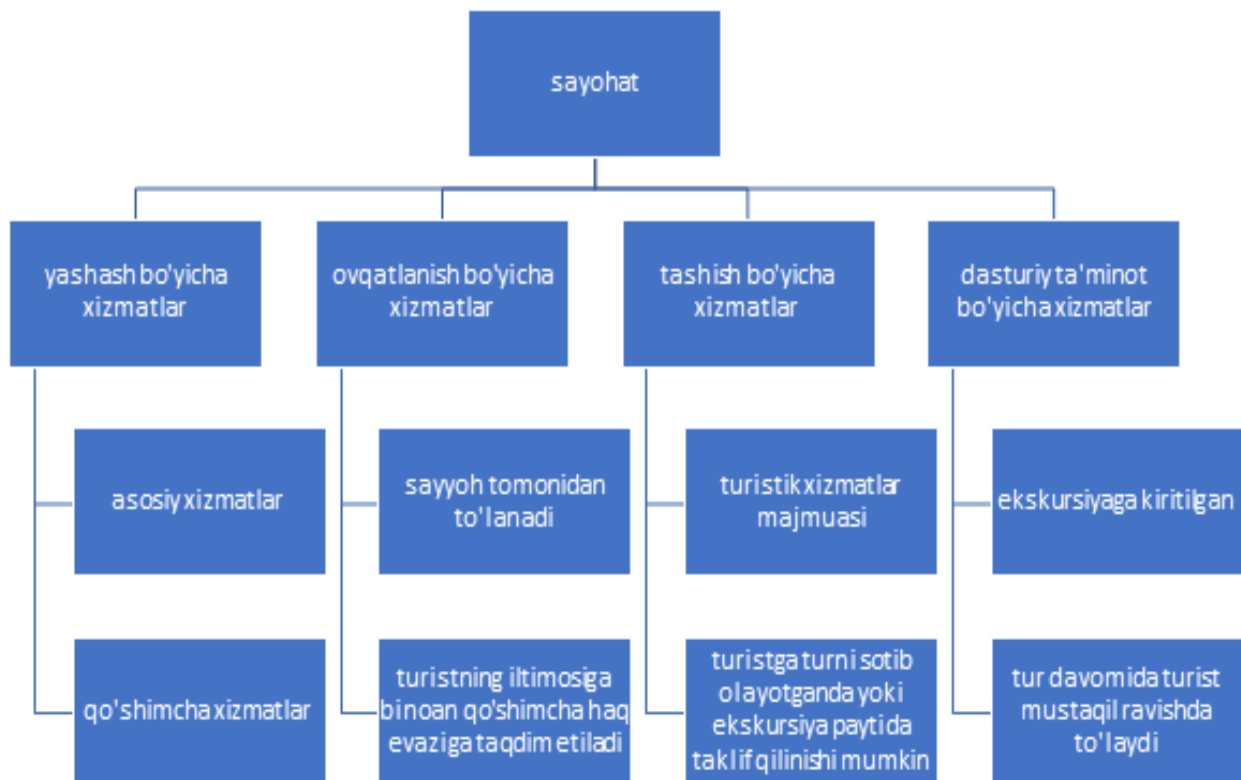 sayohat
yashash bo'yicha
xizmatlar
ovqatlanish bo'yicha
xizmatlar
tashish bo'yicha
xizmatlar
dasturiy ta'minot
bo'yicha xizmatlar
asosiy xizmatlar
sayyoh tomonidan
to'lanadi
turistik xizmatlar
majmuasi
ekskursiyaga kiritilgan
qo'shimcha xizmatlar
turistning iltimosiga
binoan qo'shimcha haq
evaziga taqdim etiladi
turistga turni sotib
olayotganda yoki
ekskursiya paytida
taklif qilinishi mumkin
tur davomida turist
mustaqil ravishda
to'laydi